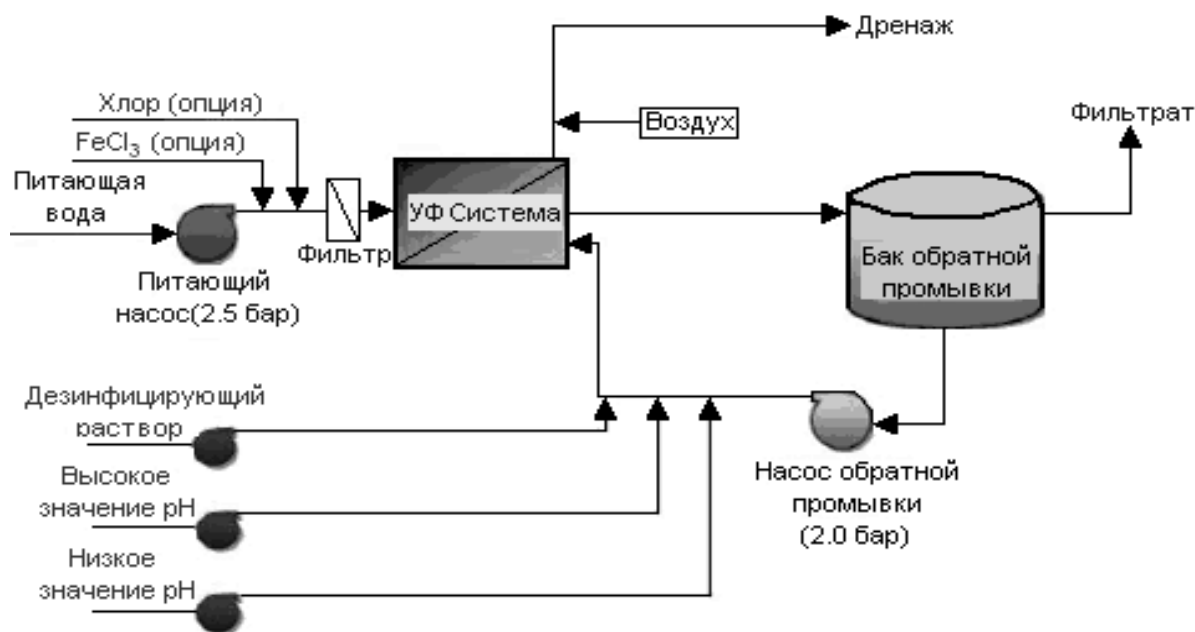 Дренаж
Хлор (опция)
Воздух
Фильтрат
FeCl₃ (опция)
Питающая
вода
УФ Система
Фильтр
Бак обратной
промывки
Питающий
насос(2.5 бар)
Дезинфицирующий
раствор
Высокое
значение pH
Насос обратной
промывки
(2.0 бар)
Низкое
значение pH